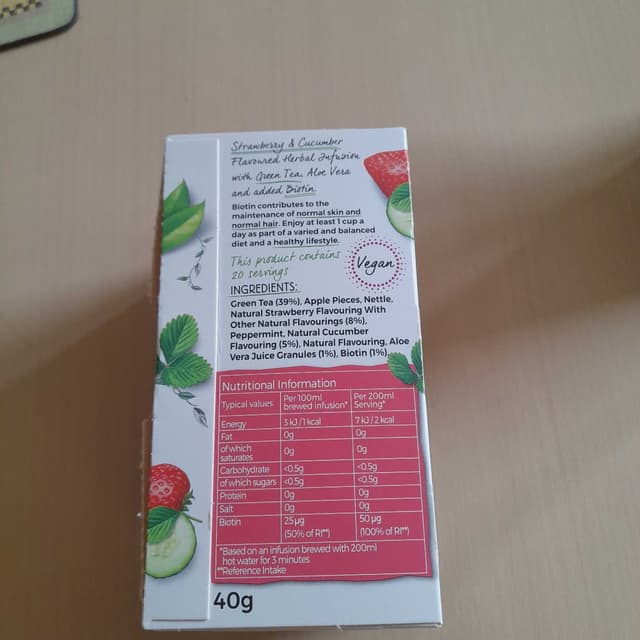 Strawberry & Cucumber
Flavoured Herbal Infusion
with Green Tea, Aloe Vera
and added Biotin.
Biotin contributes to the
maintenance of normal skin and
normal hair. Enjoy at least 1 cup a
day as part of a varied and balanced
diet and a healthy lifestyle.
This product contains
20 servings
Vegan
INGREDIENTS:
Green Tea (39%), Apple Pieces, Nettle,
Natural Strawberry Flavouring With
Other Natural Flavourings (8%),
Peppermint, Natural Cucumber
Flavouring (5%), Natural Flavouring, Aloe
Vera Juice Granules (1%), Biotin (1%).
Nutritional Information
Typical values Per 100ml brewed infusion* Per 200ml Serving*
Energy 3 kJ / 1 kcal 7 kJ / 2 kcal
Fat 0g 0g
of which saturates 0g 0g
Carbohydrate <0.5g <0.5g
of which sugars <0.5g <0.5g
Protein 0g 0g
Salt 0g 0g
Biotin 25 µg 50 µg
(50% of RI**) (100% of RI**)
*Based on an infusion brewed with 200ml
hot water for 3 minutes
**Reference Intake
40g